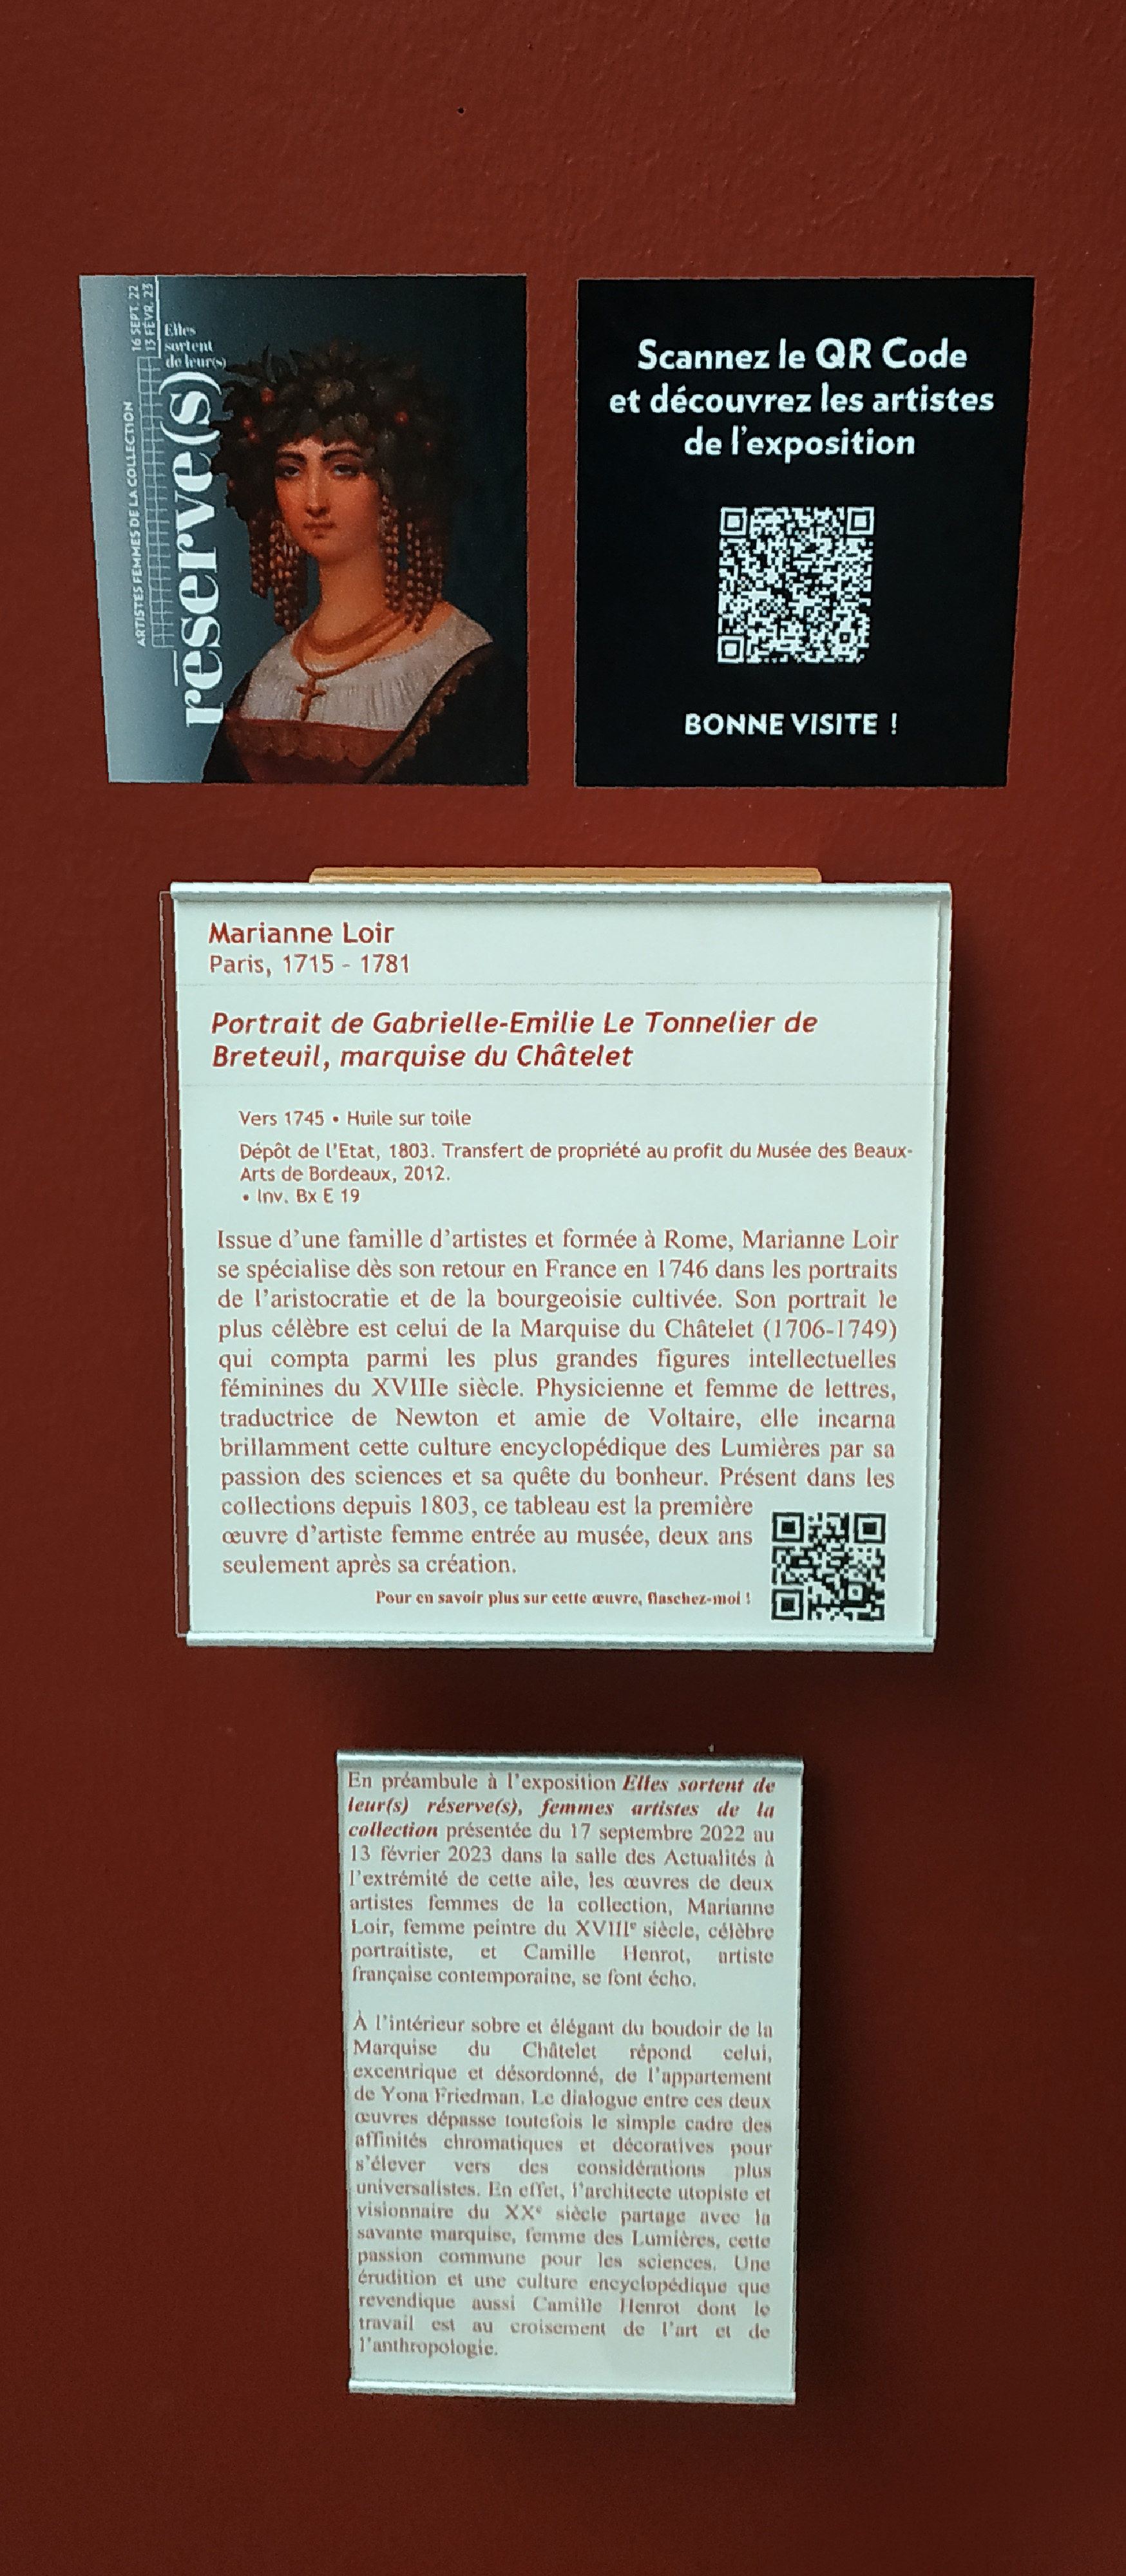 16 SEPT. 22
13 FÉVR. 23
Elles
sortent
de leur(s)
réserve(s)
ARTISTES FEMMES DE LA COLLECTION
Scannez le QR Code
et découvrez les artistes
de l'exposition
BONNE VISITE !
Marianne Loir
Paris, 1715 - 1781
Portrait de Gabrielle-Emilie Le Tonnelier de
Breteuil, marquise du Châtelet
Vers 1745 • Huile sur toile
Dépôt de l'Etat, 1803. Transfert de propriété au profit du Musée des Beaux-
Arts de Bordeaux, 2012.
• Inv. Bx E 19
Issue d'une famille d'artistes et formée à Rome, Marianne Loir
se spécialise dès son retour en France en 1746 dans les portraits
de l'aristocratie et de la bourgeoisie cultivée. Son portrait le
plus célèbre est celui de la Marquise du Châtelet (1706-1749)
qui compta parmi les plus grandes figures intellectuelles
féminines du XVIIIe siècle. Physicienne et femme de lettres,
traductrice de Newton et amie de Voltaire, elle incarna
brillamment cette culture encyclopédique des Lumières par sa
passion des sciences et sa quête du bonheur. Présent dans les
collections depuis 1803, ce tableau est la première
œuvre d'artiste femme entrée au musée, deux ans
seulement après sa création.
Pour en savoir plus sur cette œuvre, flaschez-moi !
En préambule à l'exposition Elles sortent de
leur(s) réserve(s), femmes artistes de la
collection présentée du 17 septembre 2022 au
13 février 2023 dans la salle des Actualités à
l'extrémité de cette aile, les œuvres de deux
artistes femmes de la collection, Marianne
Loir, femme peintre du XVIIIe siècle, célèbre
portraitiste, et Camille Henrot, artiste
française contemporaine, se font écho.
À l'intérieur sobre et élégant du boudoir de la
Marquise du Châtelet répond celui,
excentrique et désordonné, de l'appartement
de Yona Friedman. Le dialogue entre ces deux
œuvres dépasse toutefois le simple cadre des
affinités chromatiques et décoratives pour
s'élever vers des considérations plus
universalistes. En effet, l'architecte utopiste et
visionnaire du XXe siècle partage avec la
savante marquise, femme des Lumières, cette
passion commune pour les sciences. Une
érudition et une culture encyclopédique que
revendique aussi Camille Henrot dont le
travail est au croisement de l'art et de
l'anthropologie.